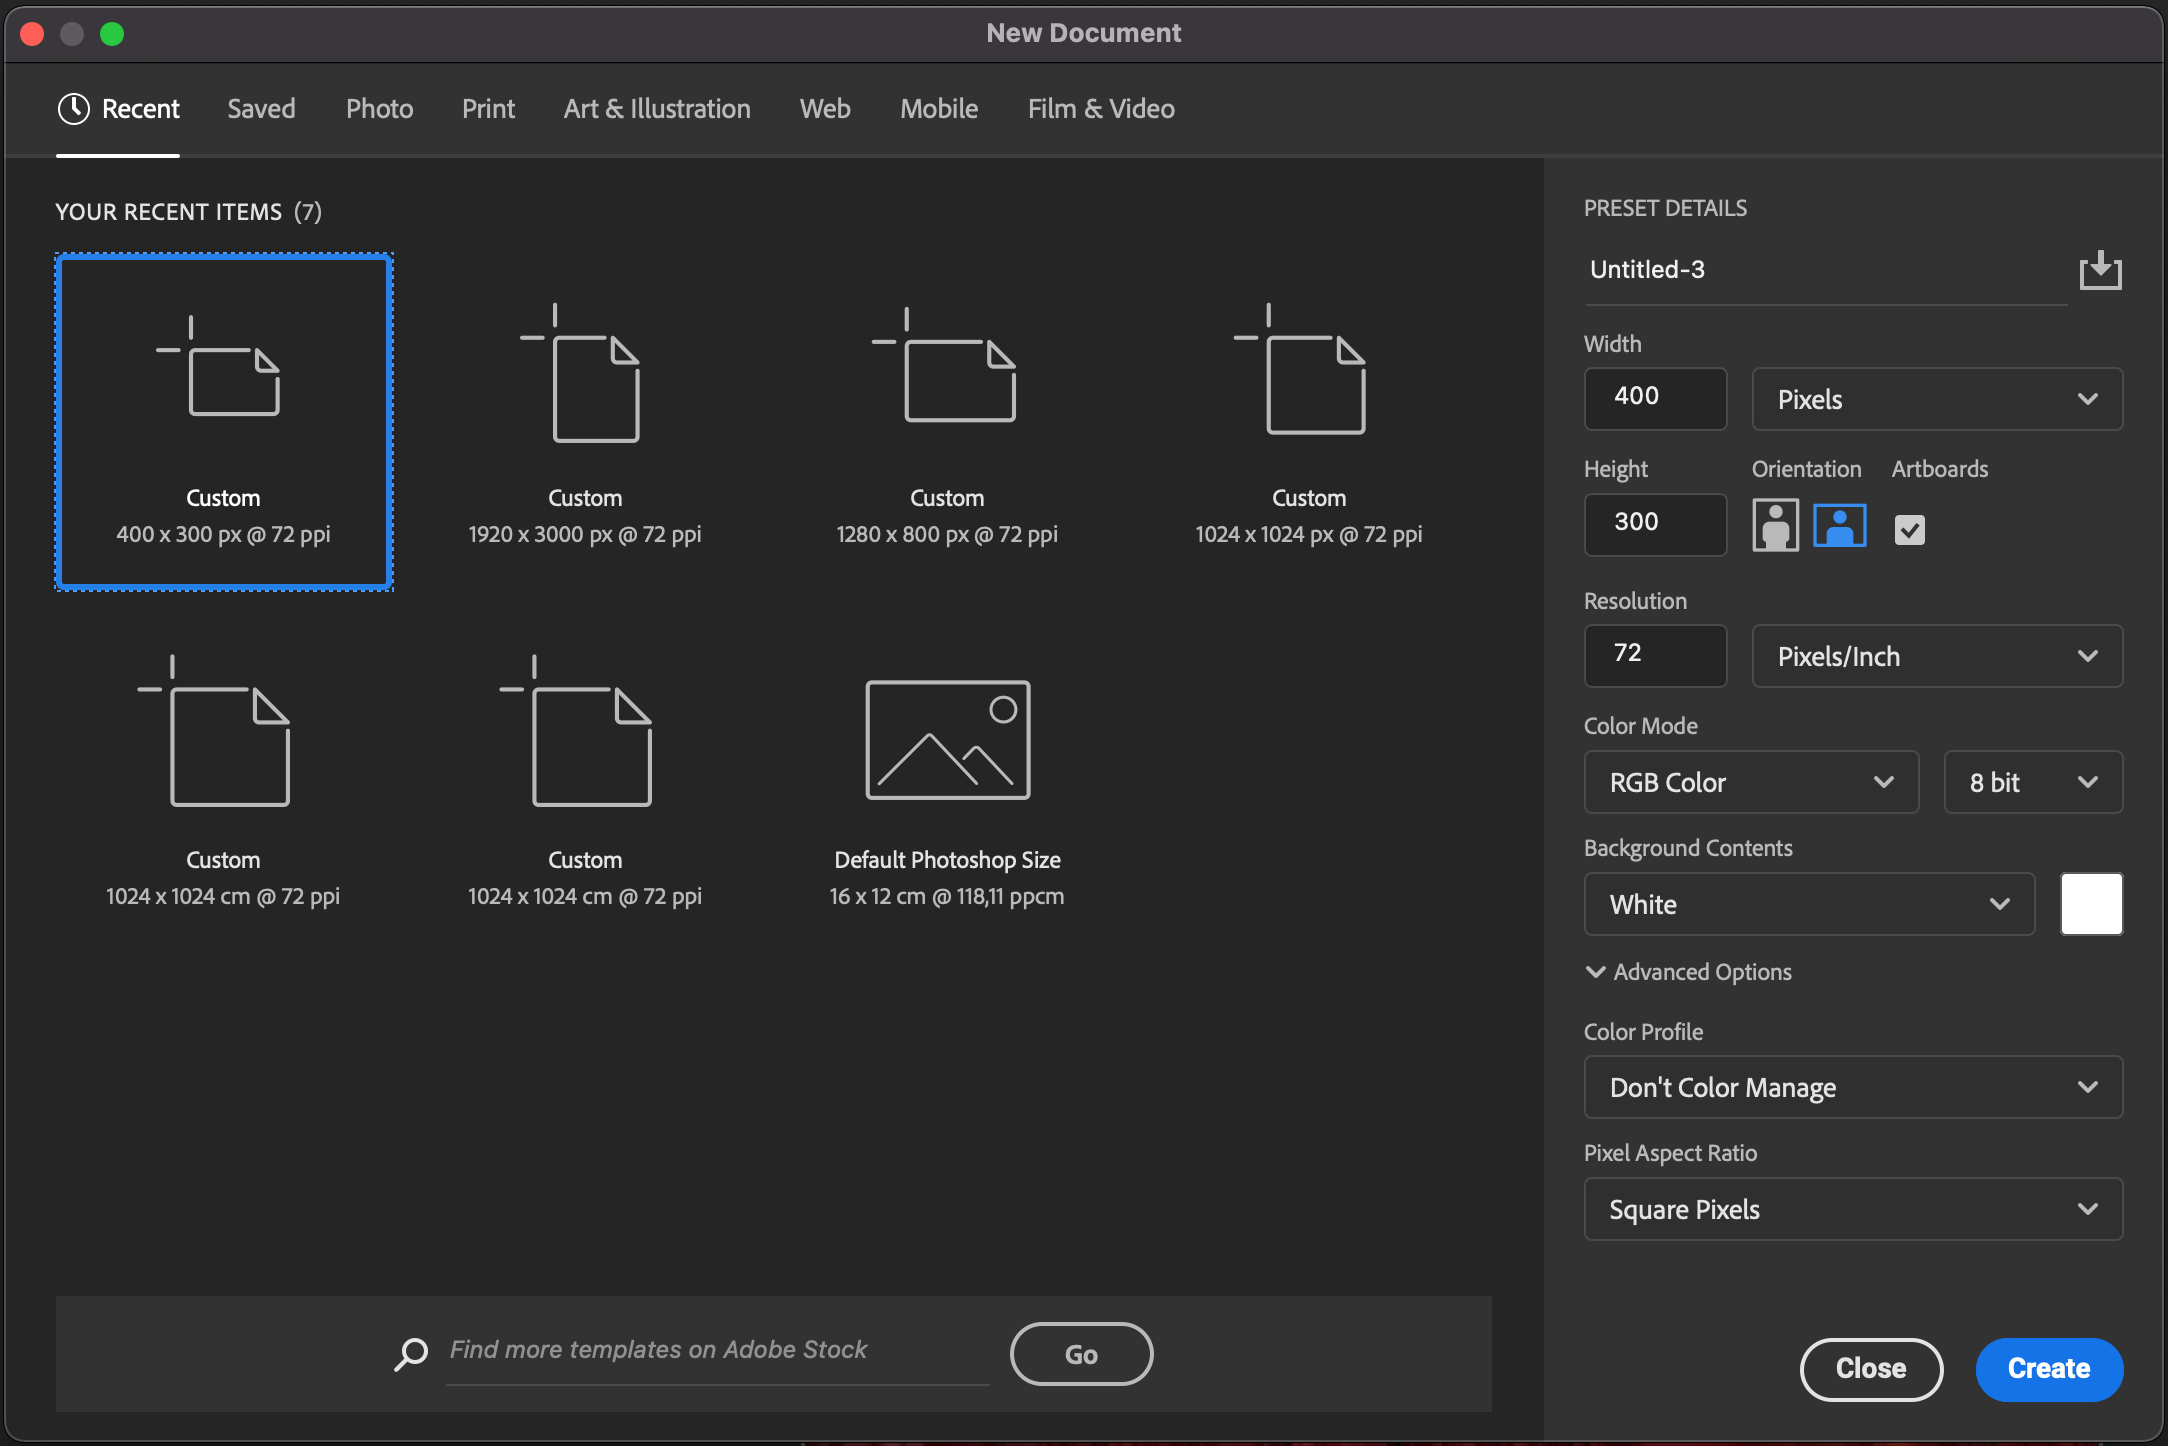 New Document
Recent Saved Photo Print Art & Illustration Web Mobile Film & Video
YOUR RECENT ITEMS (7)
Custom
400 x 300 px @ 72 ppi
Custom
1920 x 3000 px @ 72 ppi
Custom
1280 x 800 px @ 72 ppi
Custom
1024 x 1024 px @ 72 ppi
Custom
1024 x 1024 cm @ 72 ppi
Custom
1024 x 1024 cm @ 72 ppi
Default Photoshop Size
16 x 12 cm @ 118,11 ppcm
Find more templates on Adobe Stock
Go
PRESET DETAILS
Untitled-3
Width
400 Pixels
Height Orientation Artboards
300
Resolution
72 Pixels/Inch
Color Mode
RGB Color 8 bit
Background Contents
White
Advanced Options
Color Profile
Don't Color Manage
Pixel Aspect Ratio
Square Pixels
Close Create